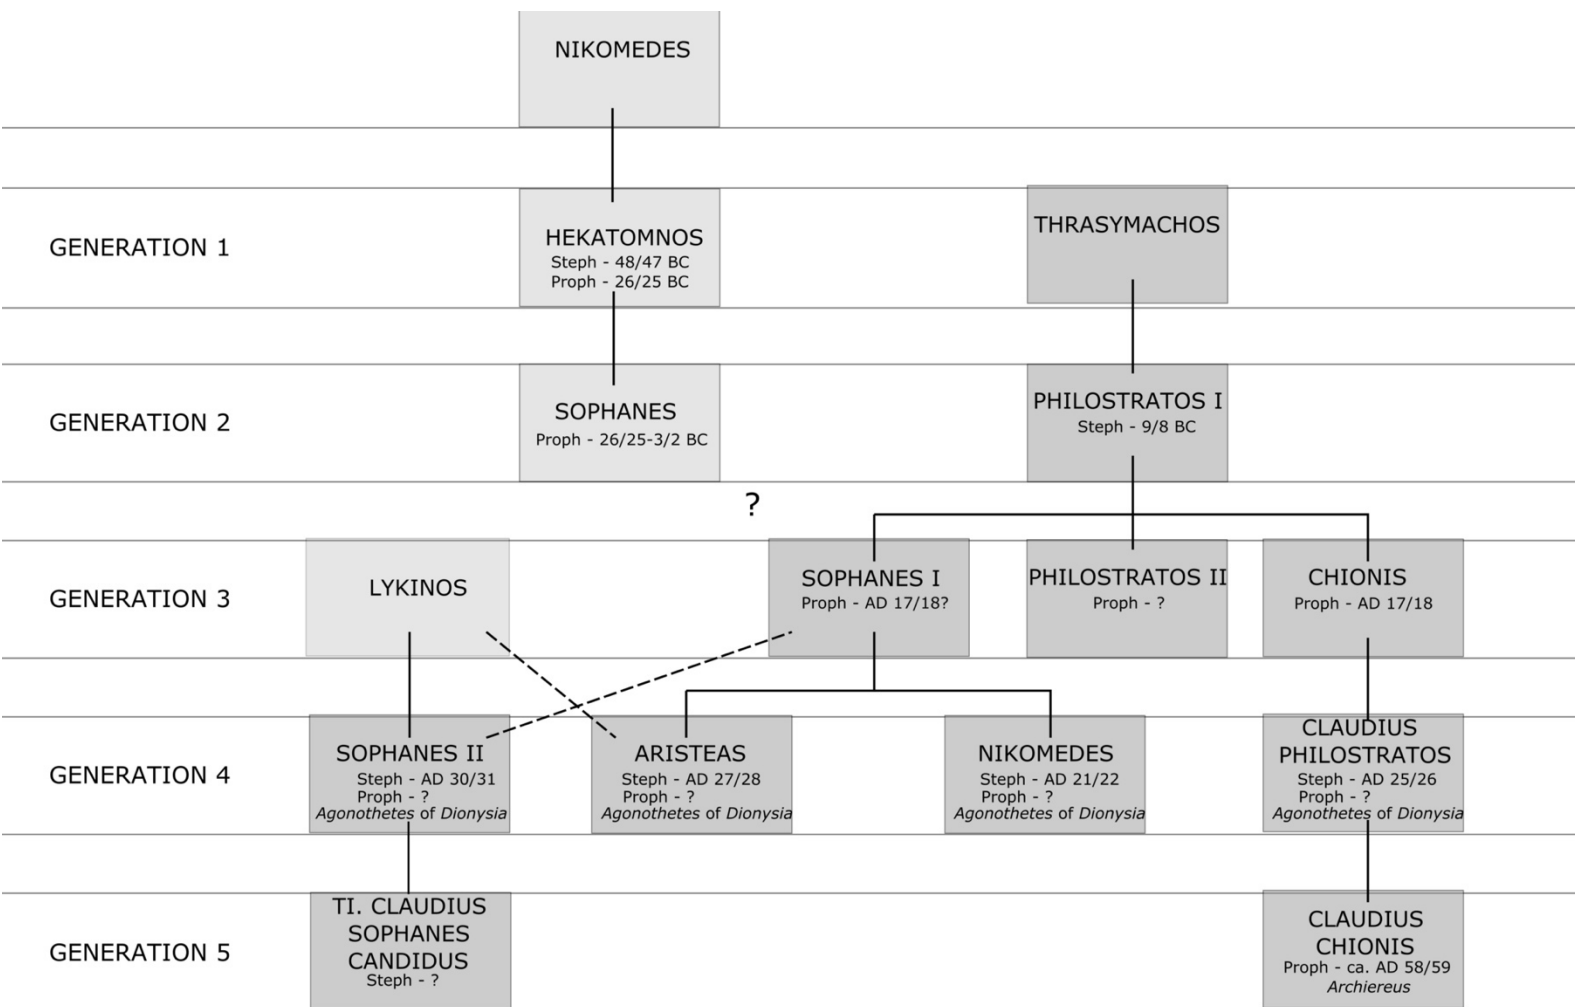 NIKOMEDES
GENERATION 1
HEKATOMNOS
Steph - 48/47 BC
Proph - 26/25 BC
THRASYMACHOS
GENERATION 2
SOPHANES
Proph - 26/25-3/2 BC
PHILOSTRATOS I
Steph - 9/8 BC
?
GENERATION 3
LYKINOS
SOPHANES I
Proph - AD 17/18?
PHILOSTRATOS II
Proph - ?
CHIONIS
Proph - AD 17/18
GENERATION 4
SOPHANES II
Steph - AD 30/31
Proph - ?
Agonothetes of Dionysia
ARISTEAS
Steph - AD 27/28
Proph - ?
Agonothetes of Dionysia
NIKOMEDES
Steph - AD 21/22
Proph - ?
Agonothetes of Dionysia
CLAUDIUS
PHILOSTRATOS
Steph - AD 25/26
Proph - ?
Agonothetes of Dionysia
GENERATION 5
TI. CLAUDIUS
SOPHANES
CANDIDUS
Steph - ?
CLAUDIUS
CHIONIS
Proph - ca. AD 58/59
Archiereus